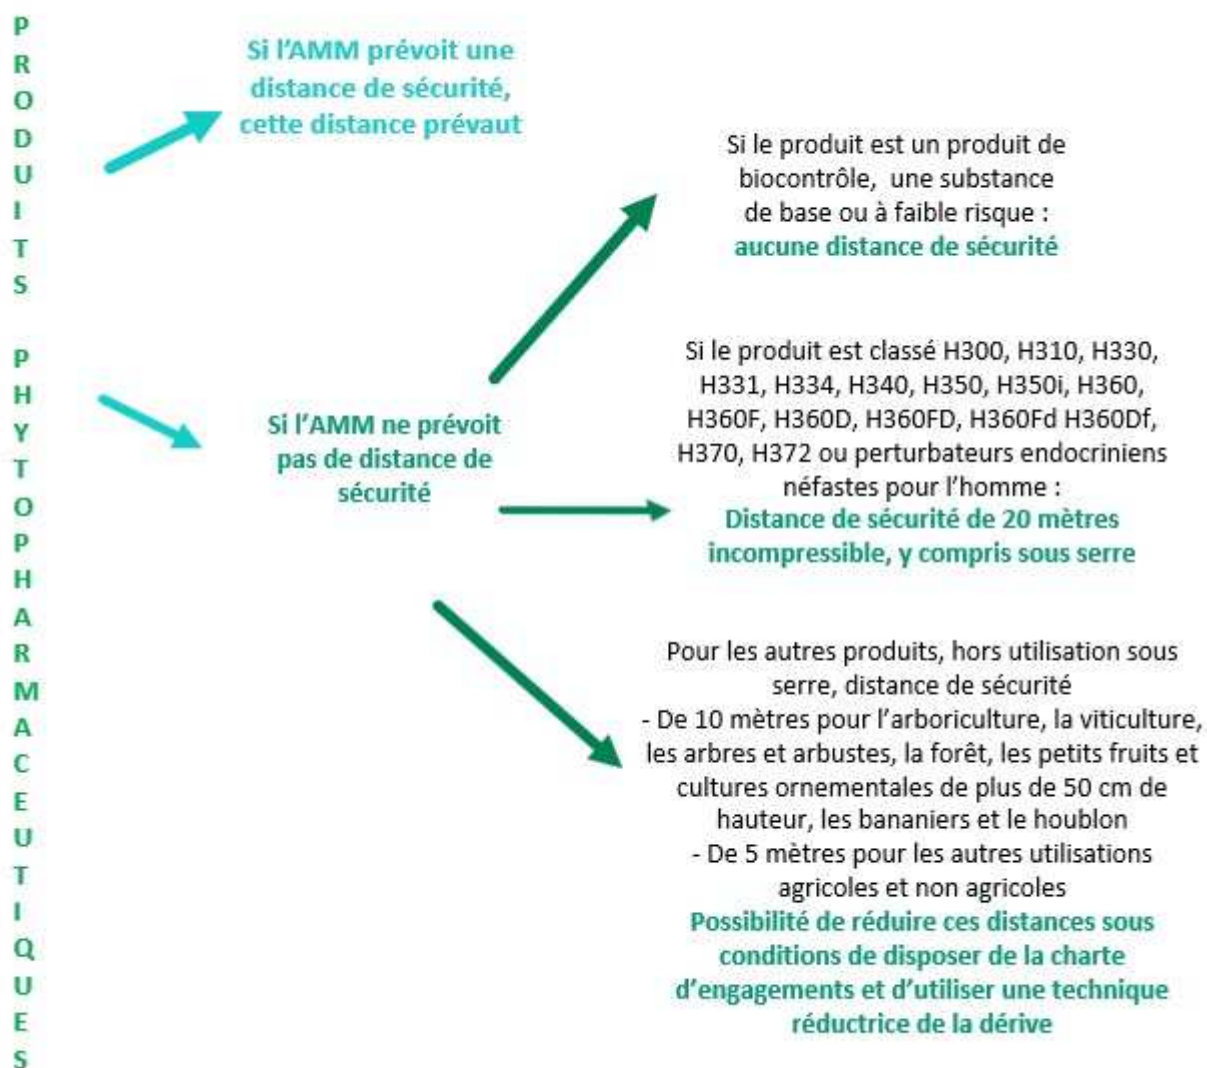 PRODUITS PHYTOPHARMACEUTIQUES
Si l'AMM prévoit une
distance de sécurité,
cette distance prévaut
Si l'AMM ne prévoit
pas de distance de
sécurité
Si le produit est un produit de
biocontrôle, une substance
de base ou à faible risque :
aucune distance de sécurité
Si le produit est classé H300, H310, H330,
H331, H334, H340, H350, H350i, H360,
H360F, H360D, H360FD, H360Fd H360Df,
H370, H372 ou perturbateurs endocriniens
néfastes pour l'homme :
Distance de sécurité de 20 mètres
incompressible, y compris sous serre
Pour les autres produits, hors utilisation sous
serre, distance de sécurité
- De 10 mètres pour l'arboriculture, la viticulture,
les arbres et arbustes, la forêt, les petits fruits et
cultures ornementales de plus de 50 cm de
hauteur, les bananiers et le houblon
- De 5 mètres pour les autres utilisations
agricoles et non agricoles
Possibilité de réduire ces distances sous
conditions de disposer de la charte
d'engagements et d'utiliser une technique
réductrice de la dérive